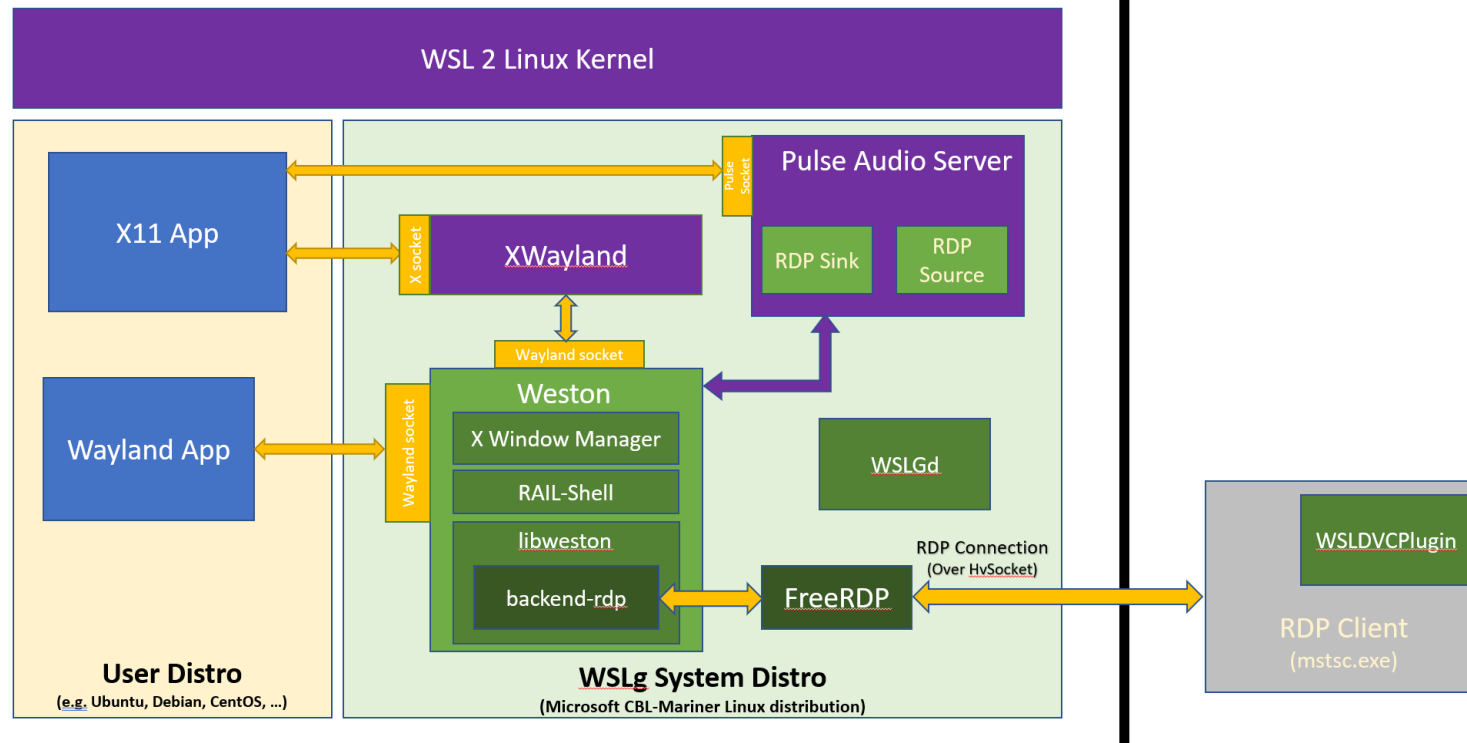 WSL 2 Linux Kernel
X11 App
Wayland App
User Distro
(e.g. Ubuntu, Debian, CentOS, ...)
Pulse
Socket
Pulse Audio Server
RDP Sink
RDP
Source
X socket
XWayland
Wayland socket
Wayland socket
Weston
X Window Manager
RAIL-Shell
libweston
backend-rdp
WSLGd
FreeRDP
RDP Connection
(Over HvSocket)
WSLg System Distro
(Microsoft CBL-Mariner Linux distribution)
WSLDVCPlugin
RDP Client
(mstsc.exe)